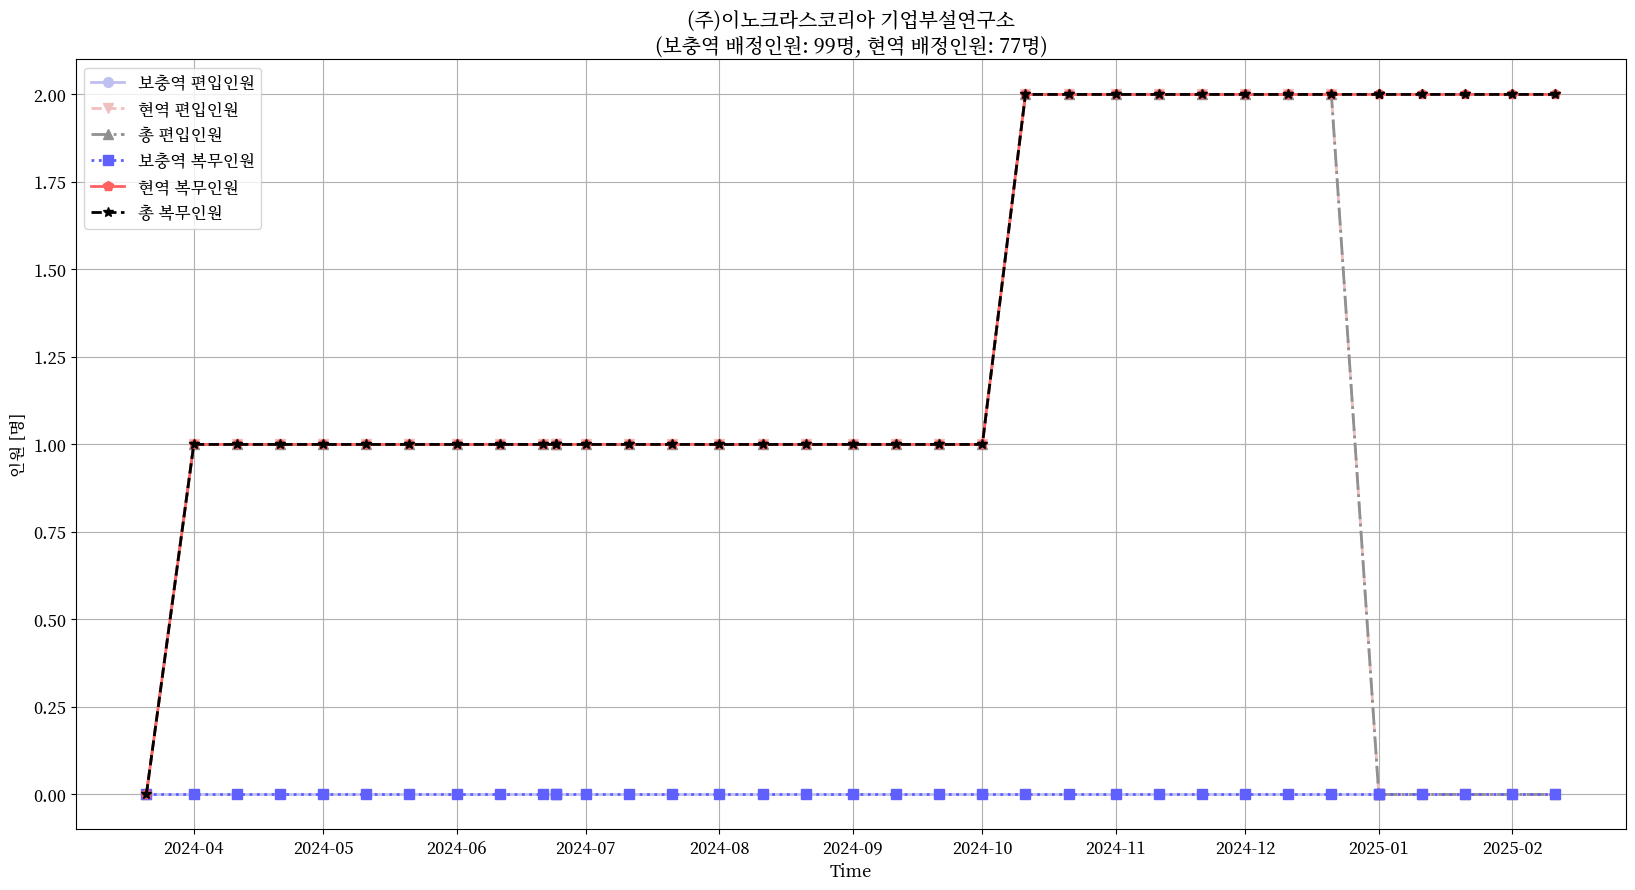 (주)이노크라스코리아 기업부설연구소
(보충역 배정인원: 99명, 현역 배정인원: 77명)
보충역 편입인원
현역 편입인원
총 편입인원
보충역 복무인원
현역 복무인원
총 복무인원
인원 [명]
2.00
1.75
1.50
1.25
1.00
0.75
0.50
0.25
0.00
2024-04
2024-05
2024-06
2024-07
2024-08
2024-09
2024-10
2024-11
2024-12
2025-01
2025-02
Time